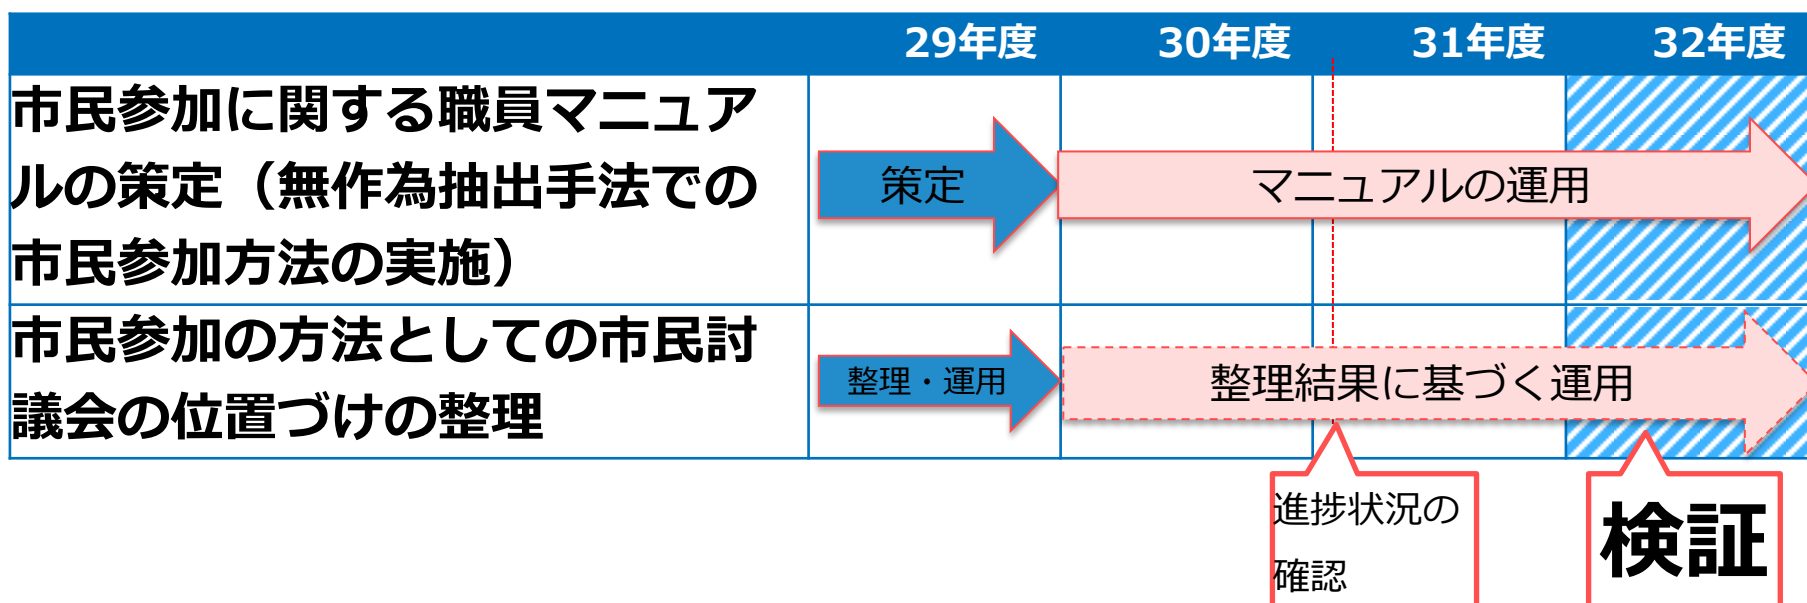 29年度 30年度 31年度 32年度
市民参加に関する職員マニュア
ルの策定（無作為抽出手法での
市民参加方法の実施）
策定 マニュアルの運用
市民参加の方法としての市民討
議会の位置づけの整理
整理・運用 整理結果に基づく運用
進捗状況の
確認
検証